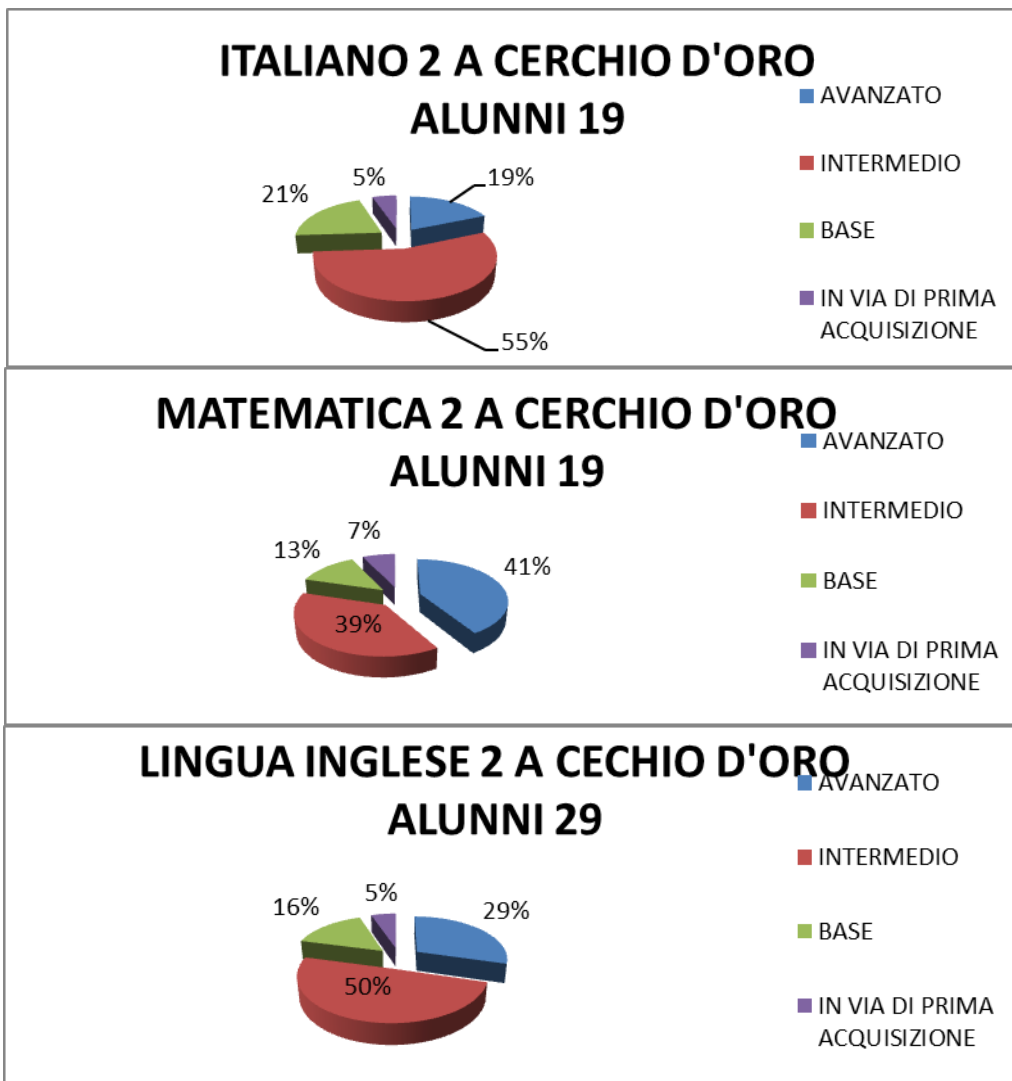 ITALIANO 2 A CERCHIO D'ORO
ALUNNI 19
AVANZATO
INTERMEDIO
BASE
IN VIA DI PRIMA
ACQUISIZIONE
21%
5%
19%
55%
MATEMATICA 2 A CERCHIO D'ORO
ALUNNI 19
AVANZATO
INTERMEDIO
BASE
IN VIA DI PRIMA
ACQUISIZIONE
13%
7%
41%
39%
LINGUA INGLESE 2 A CECHIO D'ORO
ALUNNI 29
AVANZATO
INTERMEDIO
BASE
IN VIA DI PRIMA
ACQUISIZIONE
16%
5%
29%
50%